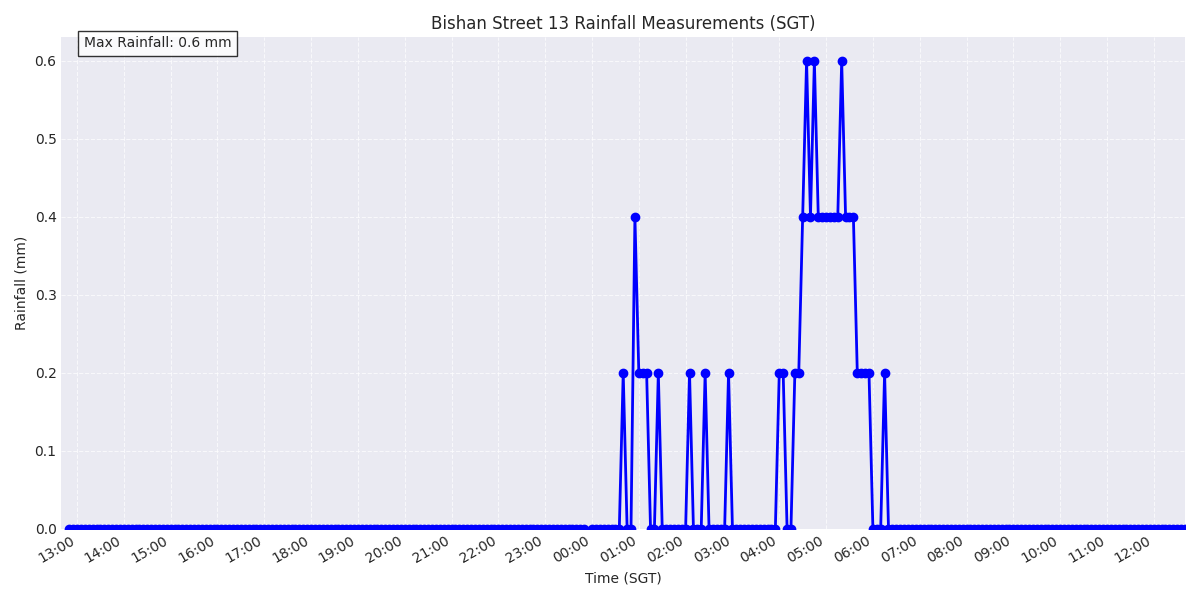 Bishan Street 13 Rainfall Measurements (SGT)
Max Rainfall: 0.6 mm
Rainfall (mm)
0.6
0.5
0.4
0.3
0.2
0.1
0.0
13:00 14:00 15:00 16:00 17:00 18:00 19:00 20:00 21:00 22:00 23:00 00:00 01:00 02:00 03:00 04:00 05:00 06:00 07:00 08:00 09:00 10:00 11:00 12:00
Time (SGT)